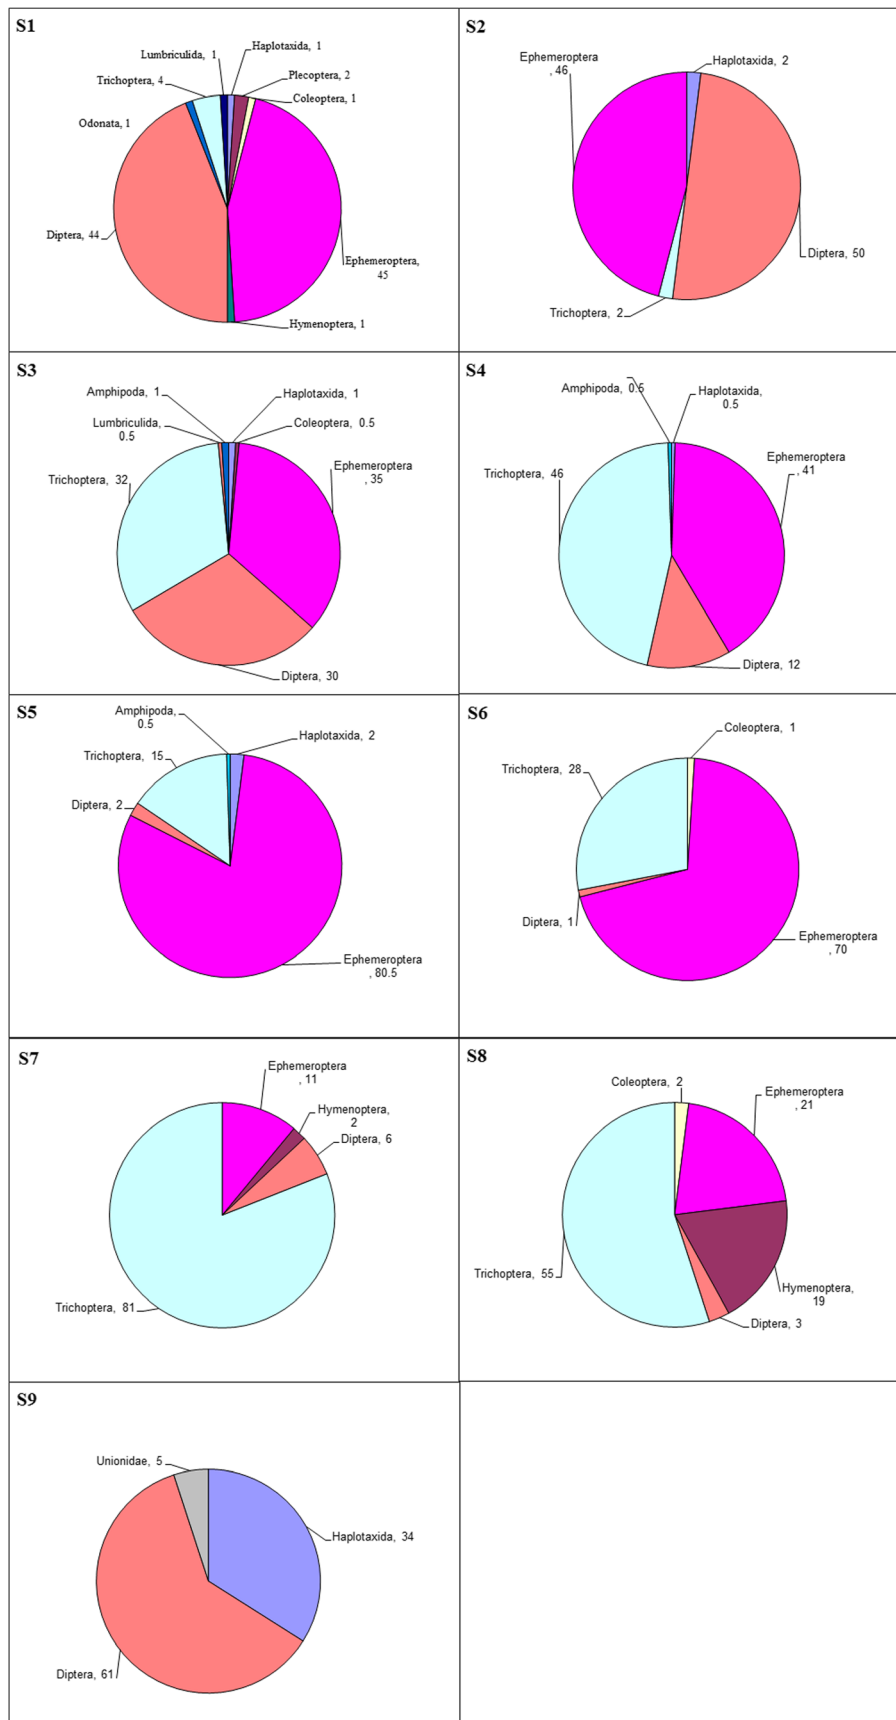 S1
Lumbriculida, 1
Haplotaxida, 1
Trichoptera, 4
Plecoptera, 2
Coleoptera, 1
Odonata, 1
Diptera, 44
Ephemeroptera,
45
Hymenoptera, 1
S2
Ephemeroptera
, 46
Haplotaxida, 2
Diptera, 50
Trichoptera, 2
S3
Amphipoda, 1
Haplotaxida, 1
Lumbriculida,
0.5
Coleoptera, 0.5
Ephemeroptera
, 35
Trichoptera, 32
Diptera, 30
S4
Amphipoda, 0.5
Haplotaxida,
0.5
Ephemeroptera
, 41
Trichoptera, 46
Diptera, 12
S5
Amphipoda,
0.5
Haplotaxida, 2
Trichoptera, 15
Diptera, 2
Ephemeroptera
, 80.5
S6
Coleoptera, 1
Trichoptera, 28
Diptera, 1
Ephemeroptera
, 70
S7
Ephemeroptera
, 11
Hymenoptera,
2
Diptera, 6
Trichoptera, 81
S8
Coleoptera, 2
Ephemeroptera
, 21
Trichoptera, 55
Hymenoptera,
19
Diptera, 3
S9
Unionidae, 5
Haplotaxida, 34
Diptera, 61